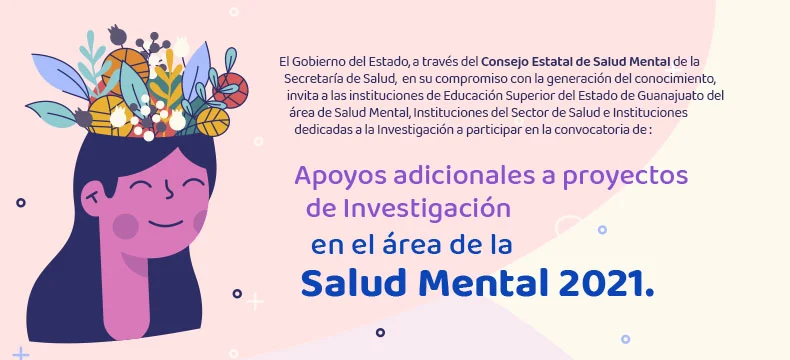 El Gobierno del Estado, a través del Consejo Estatal de Salud Mental de la
Secretaría de Salud, en su compromiso con la generación del conocimiento,
invita a las instituciones de Educación Superior del Estado de Guanajuato del
área de Salud Mental, Instituciones del Sector de Salud e Instituciones
dedicadas a la Investigación a participar en la convocatoria de:
Apoyos adicionales a proyectos
de Investigación
en el área de la
Salud Mental 2021.